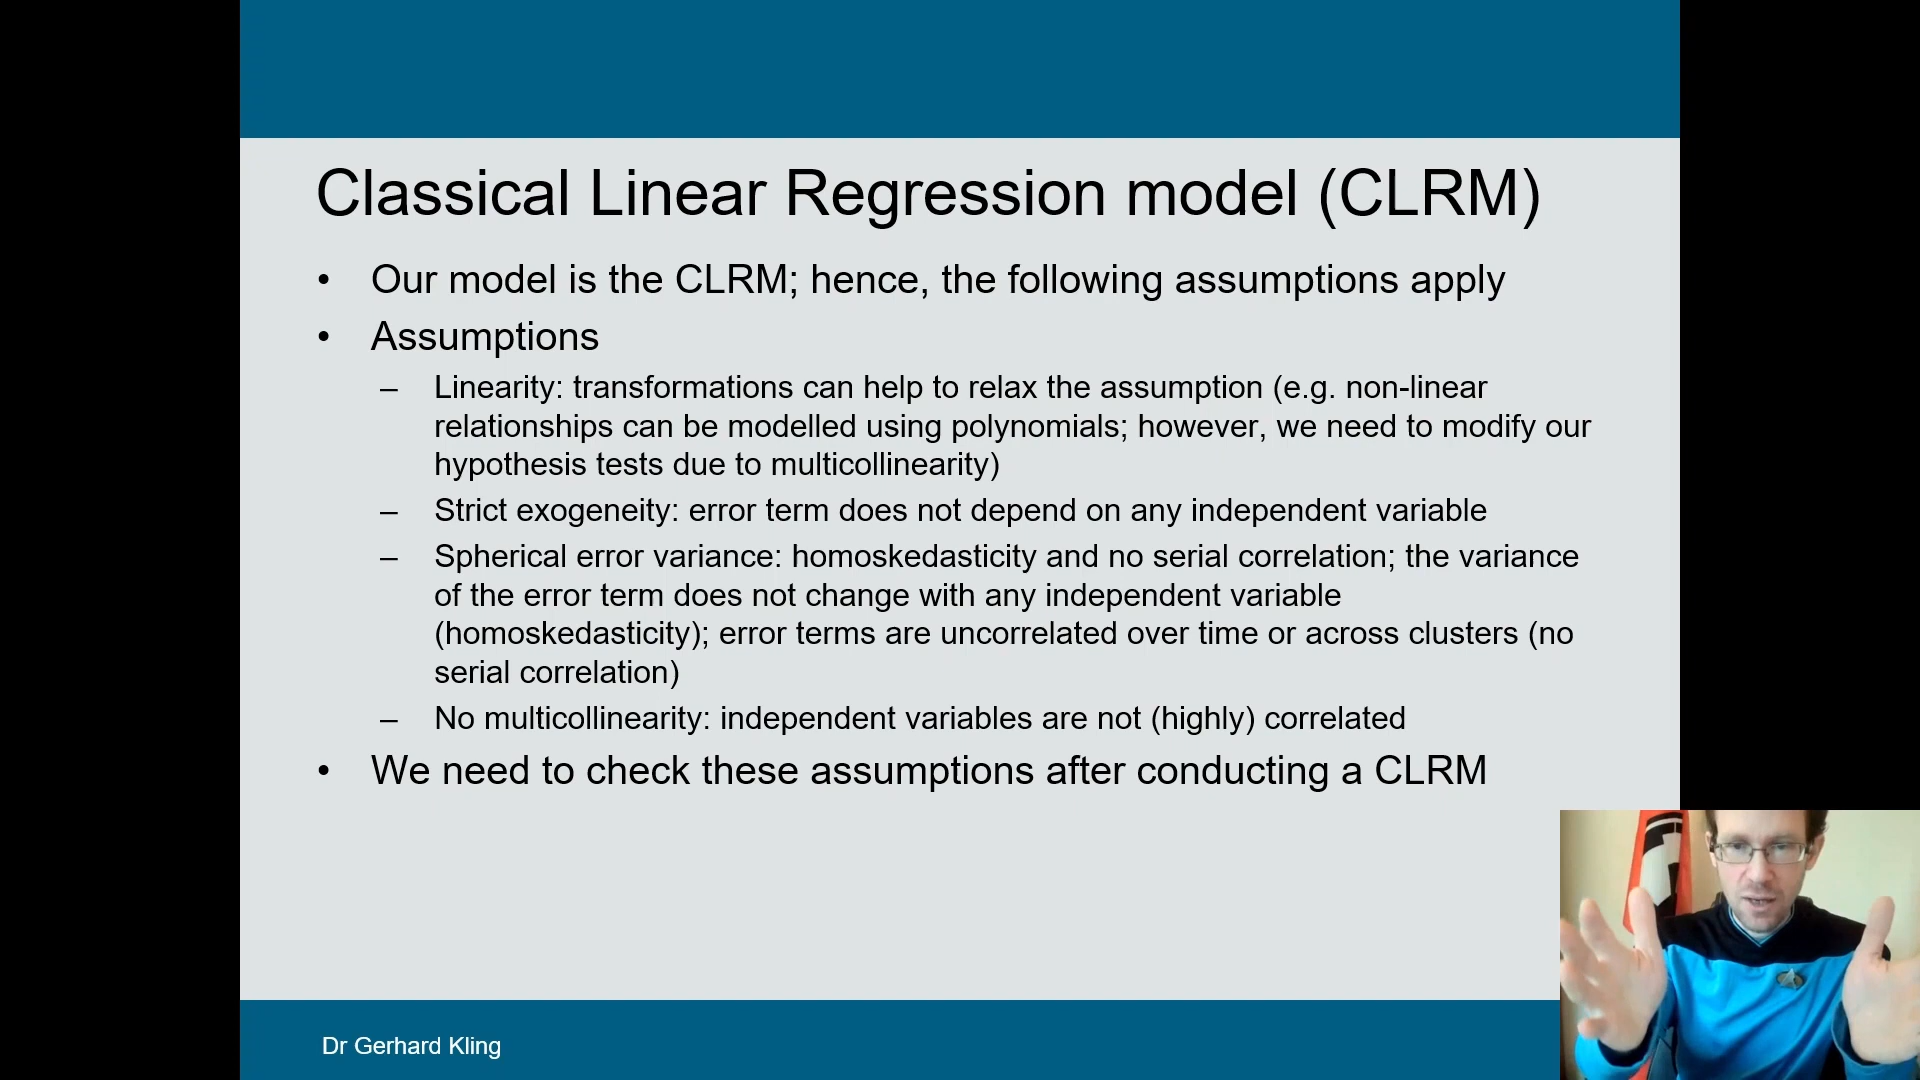 Classical Linear Regression model (CLRM)
• Our model is the CLRM; hence, the following assumptions apply
• Assumptions
– Linearity: transformations can help to relax the assumption (e.g. non-linear
relationships can be modelled using polynomials; however, we need to modify our
hypothesis tests due to multicollinearity)
– Strict exogeneity: error term does not depend on any independent variable
– Spherical error variance: homoskedasticity and no serial correlation; the variance
of the error term does not change with any independent variable
(homoskedasticity); error terms are uncorrelated over time or across clusters (no
serial correlation)
– No multicollinearity: independent variables are not (highly) correlated
• We need to check these assumptions after conducting a CLRM
Dr Gerhard Kling